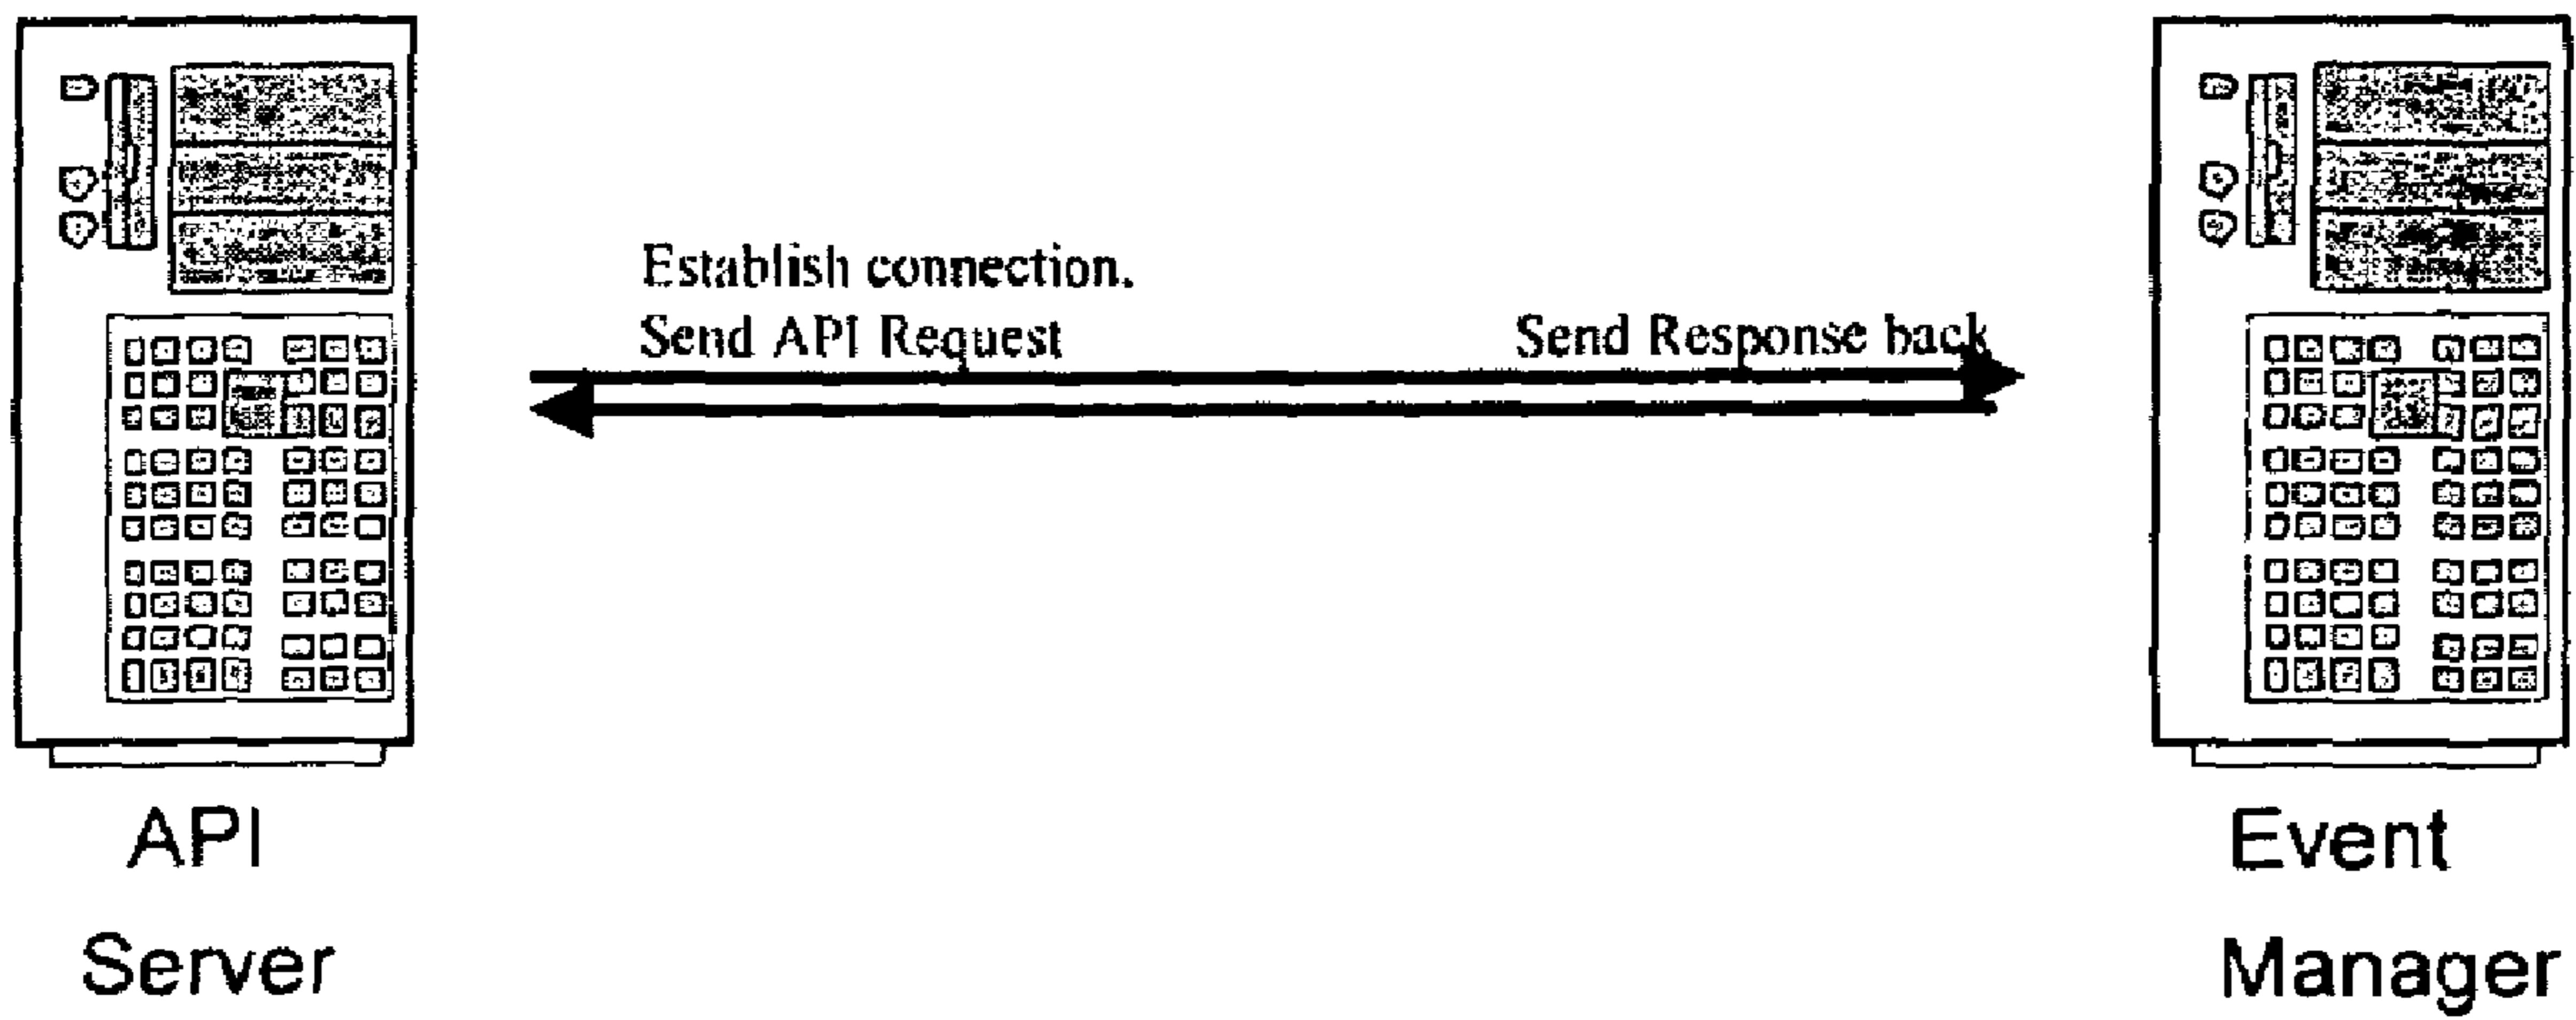 Establish connection.
Send API Request
Send Response back
API
Server
Event
Manager